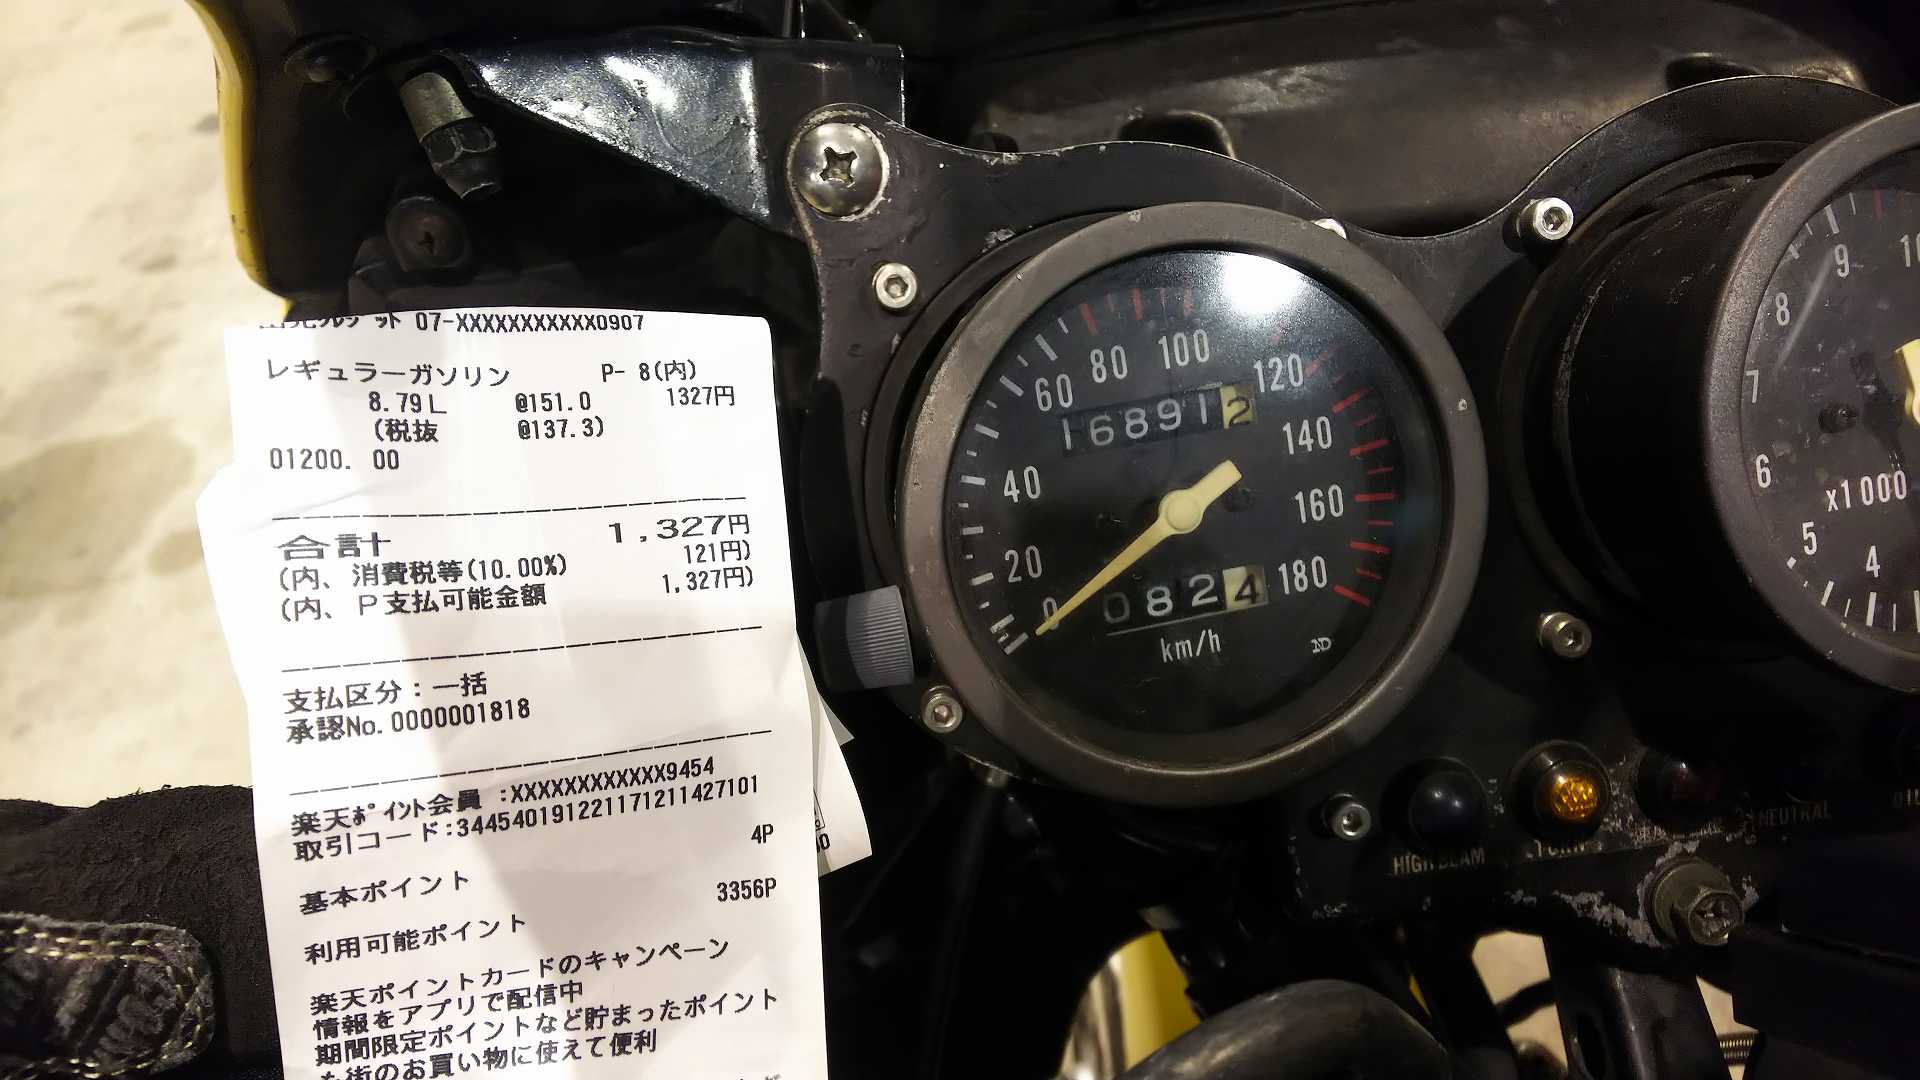 07-XXXXXXXXXXX0907
レギュラーガソリン P- 8(内)
8.79L @151.0 1327円
(税抜 @137.3)
01200. 00
合計 1,327円
(内、消費税等(10.00%) 121円)
(内、P支払可能金額 1,327円)
支払区分：一括
承認No.0000001818
楽天ﾎﾟｲﾝﾄ会員 :XXXXXXXXXXXX9454
取引コード:344540191221171211427101
基本ポイント 4P
利用可能ポイント 3356P
楽天ポイントカードのキャンペーン
情報をアプリで配信中
期間限定ポイントなど貯まったポイント
街のお買い物に使えて便利
0
20
40
60
80
100
120
140
160
180
168912
0824
km/h
ND
4
5
6
7
8
9
10
x1000
HIGH BEAM
TURN
NEUTRAL